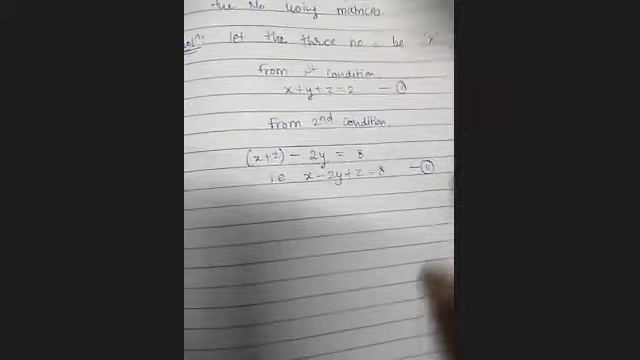 the No using matrices
Sol^n: let the three no. be 'x'
from 1st Condition
x+y+z=2 — (I)
from 2nd Condition.
(x+z) - 2y = 8
i.e x-2y+z=8 — (II)